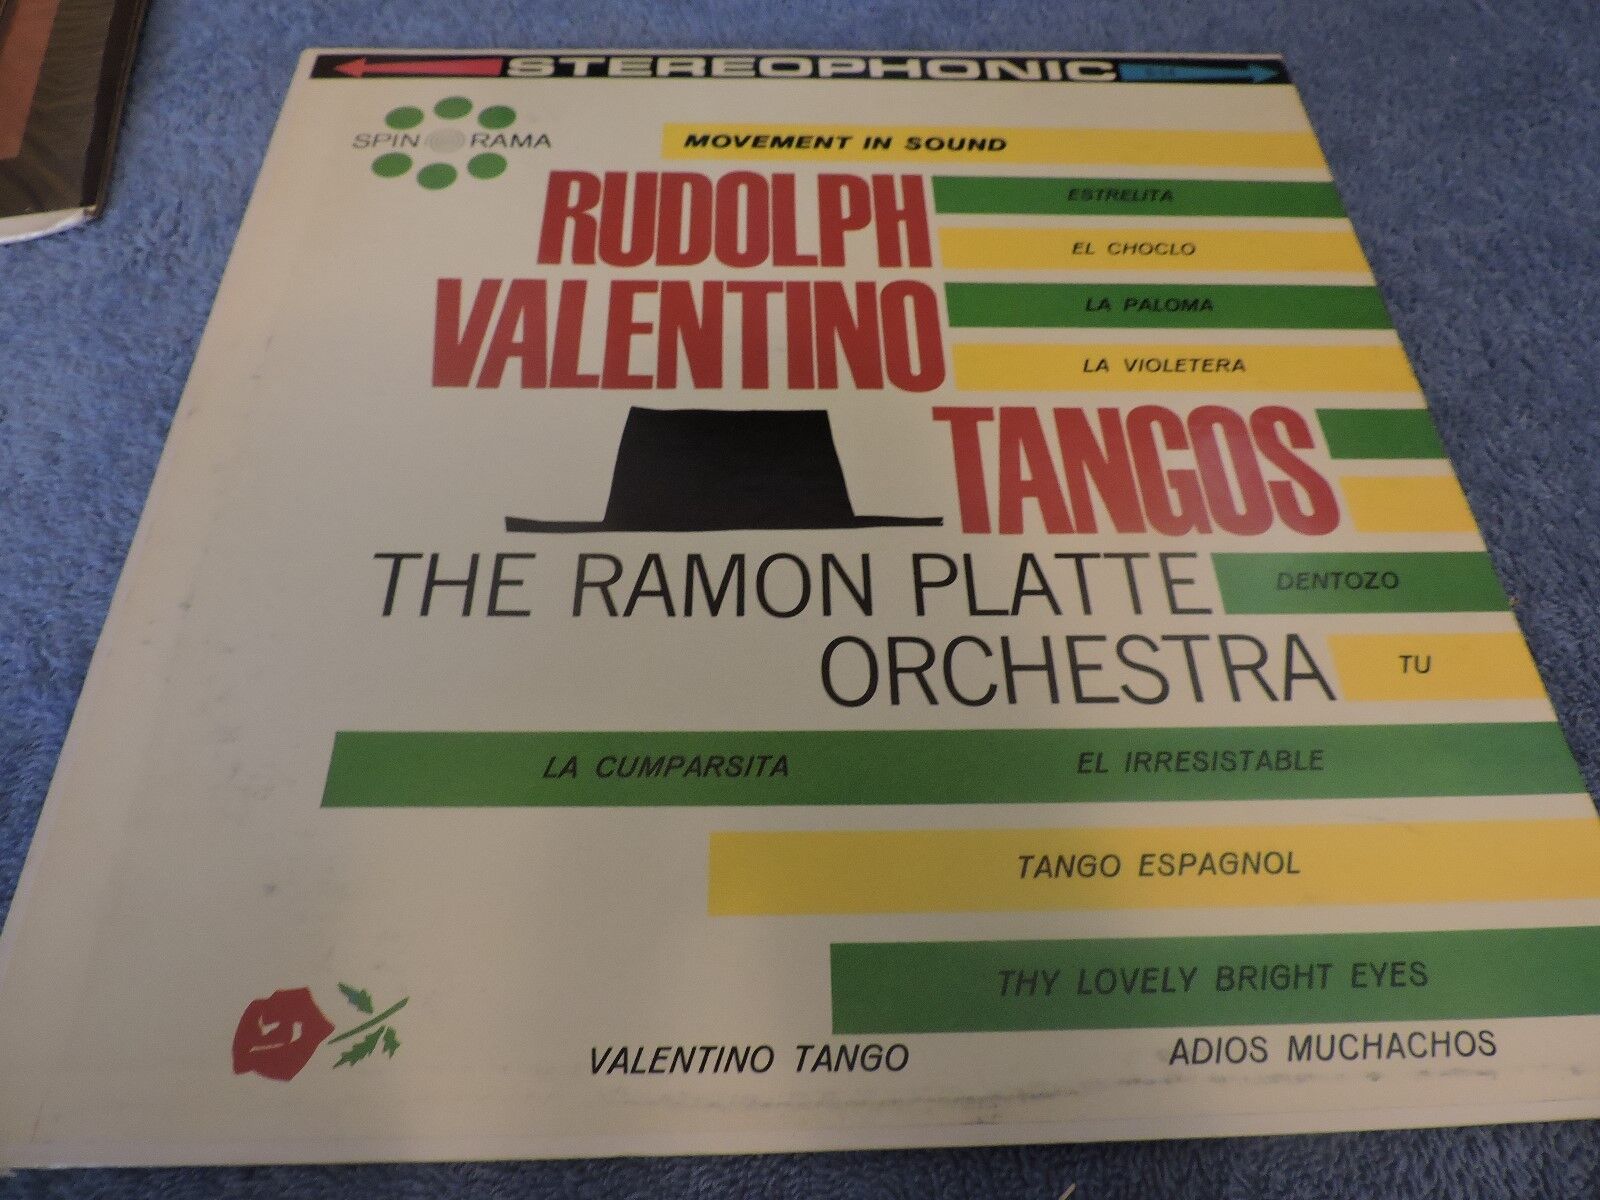 STEREOPHONIC
SPIN O RAMA
MOVEMENT IN SOUND
RUDOLPH
ESTRELITA
EL CHOCLO
VALENTINO
LA PALOMA
LA VIOLETERA
TANGOS
THE RAMON PLATTE
DENTOZO
ORCHESTRA
TU
LA CUMPARSITA EL IRRESISTABLE
TANGO ESPAGNOL
THY LOVELY BRIGHT EYES
VALENTINO TANGO ADIOS MUCHACHOS